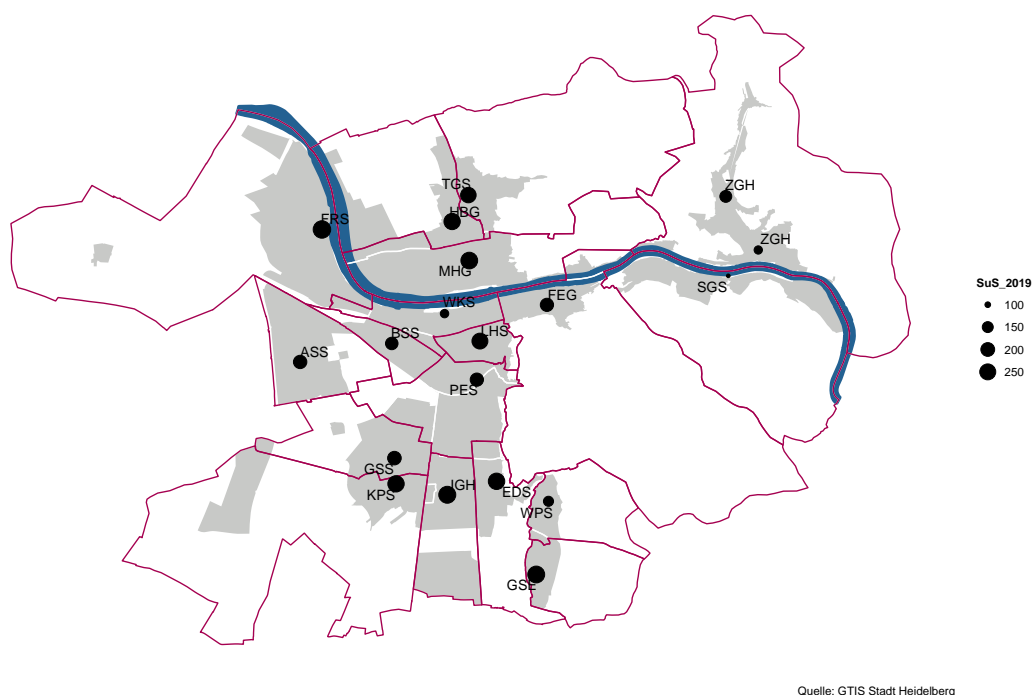 TGS
ZGH
HBG
FRS
ZGH
MHG
SGS
SuS_2019
FEG
100
WKS
150
BSS
LHS
200
ASS
250
PES
GSS
IGH
EDS
KPS
WPS
GSE
Quelle: GTIS Stadt Heidelberg